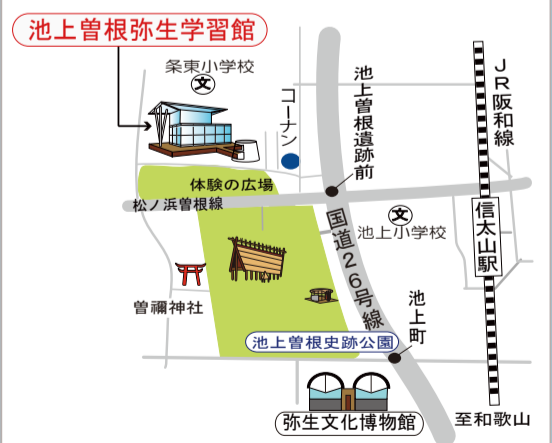 池上曽根弥生学習館
条東小学校
文
コーナン
池上曽根遺跡前
JR阪和線
体験の広場
松ノ浜曽根線
文
池上小学校
信太山駅
国道26号線
曽禰神社
池上町
池上曽根史跡公園
弥生文化博物館
至和歌山